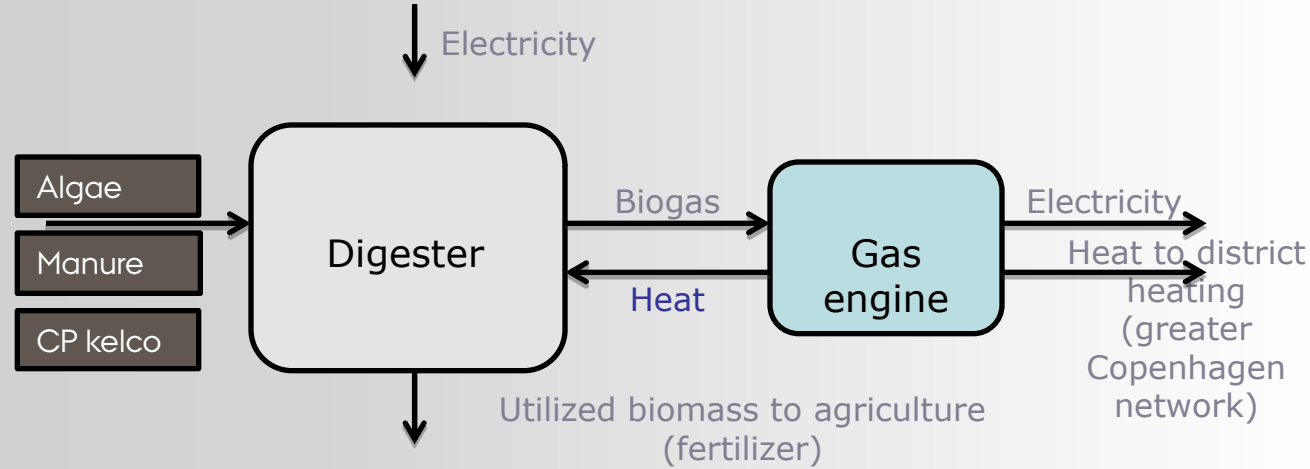 Electricity
Algae
Manure
CP kelco
Digester
Biogas
Heat
Gas
engine
Electricity
Heat to district
heating
(greater
Copenhagen
network)
Utilized biomass to agriculture
(fertilizer)